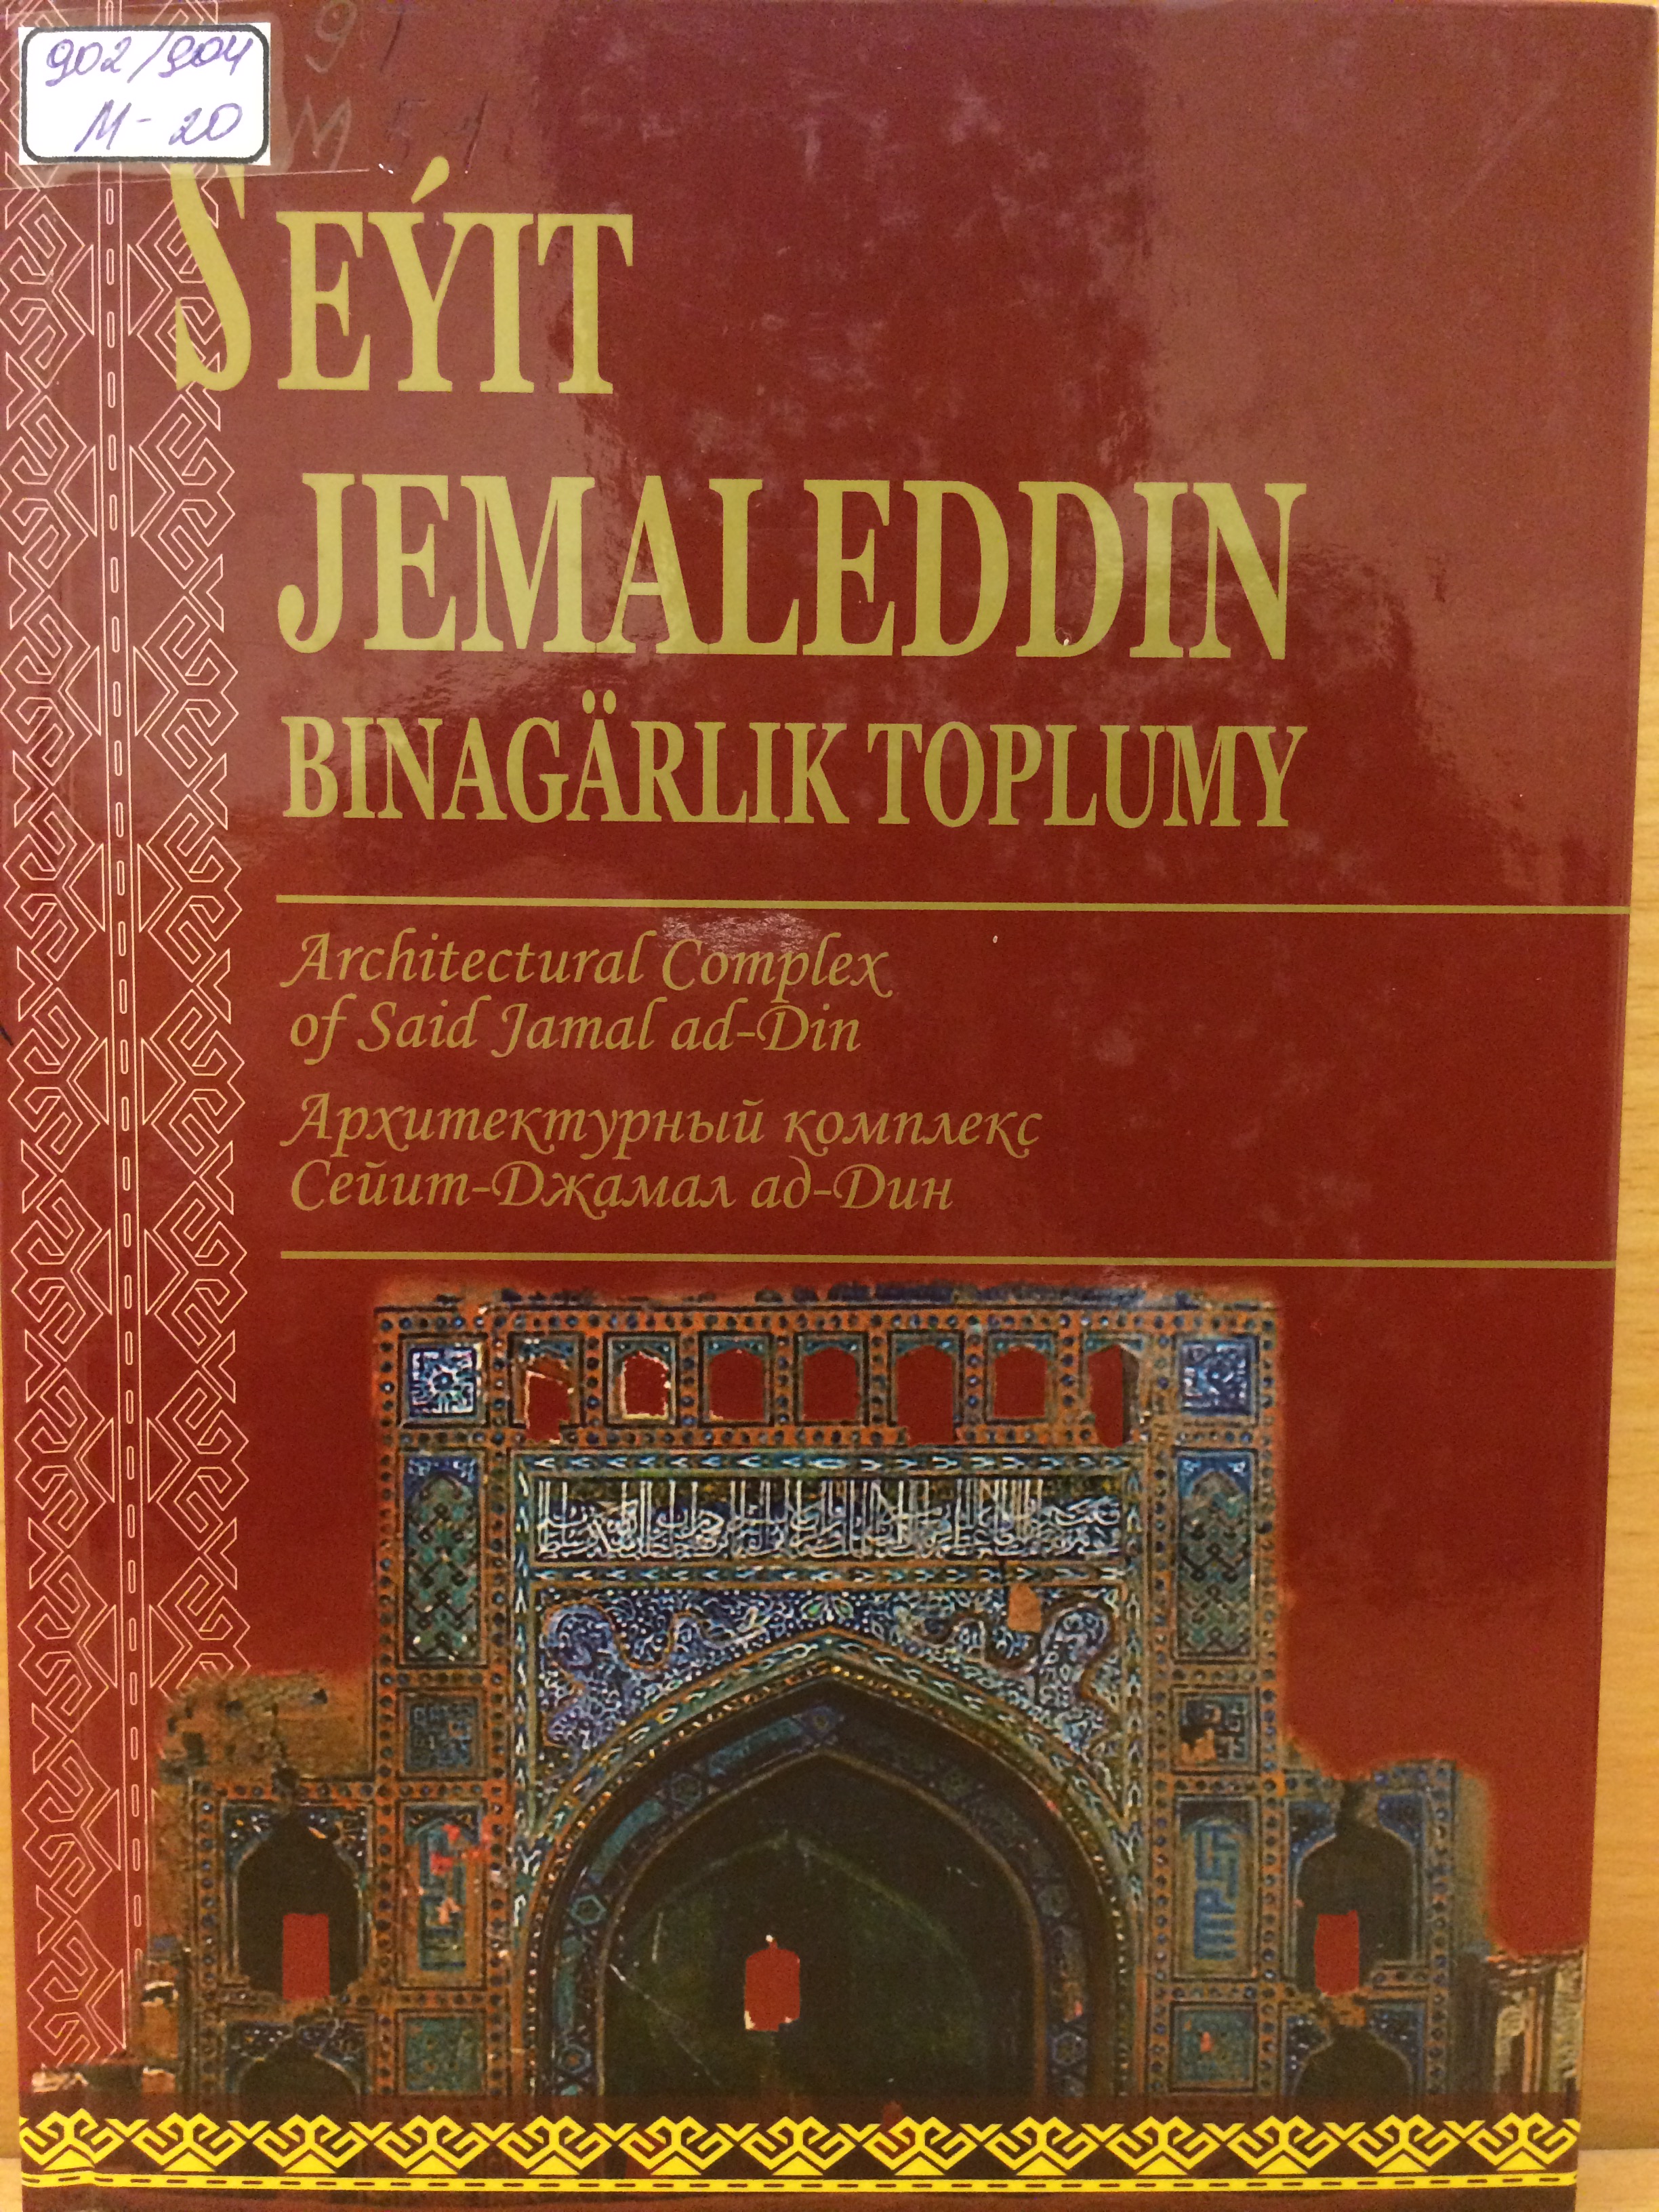 902/904
М-20
SEÝIT
JEMALEDDIN
BINAGÄRLIK TOPLUMY
Architectural Complex
of Said Jamal ad-Din
Архитектурный комплекс
Сейит-Джамал ад-Дин